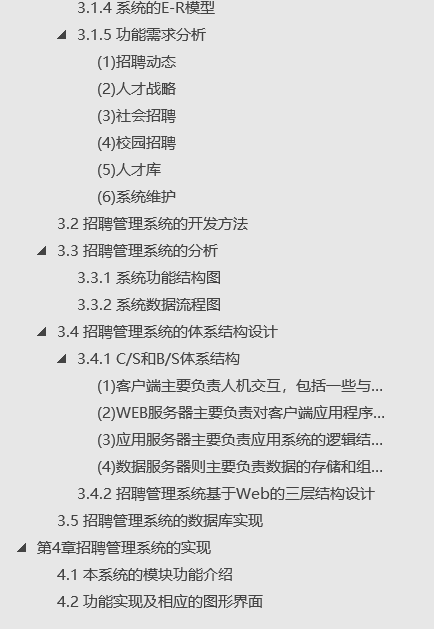 3.1.4 系统的E-R模型
3.1.5 功能需求分析
(1)招聘动态
(2)人才战略
(3)社会招聘
(4)校园招聘
(5)人才库
(6)系统维护
3.2 招聘管理系统的开发方法
3.3 招聘管理系统的分析
3.3.1 系统功能结构图
3.3.2 系统数据流程图
3.4 招聘管理系统的体系结构设计
3.4.1 C/S和B/S体系结构
(1)客户端主要负责人机交互，包括一些与...
(2)WEB服务器主要负责对客户端应用程序...
(3)应用服务器主要负责应用系统的逻辑结...
(4)数据服务器则主要负责数据的存储和组...
3.4.2 招聘管理系统基于Web的三层结构设计
3.5 招聘管理系统的数据库实现
第4章招聘管理系统的实现
4.1 本系统的模块功能介绍
4.2 功能实现及相应的图形界面